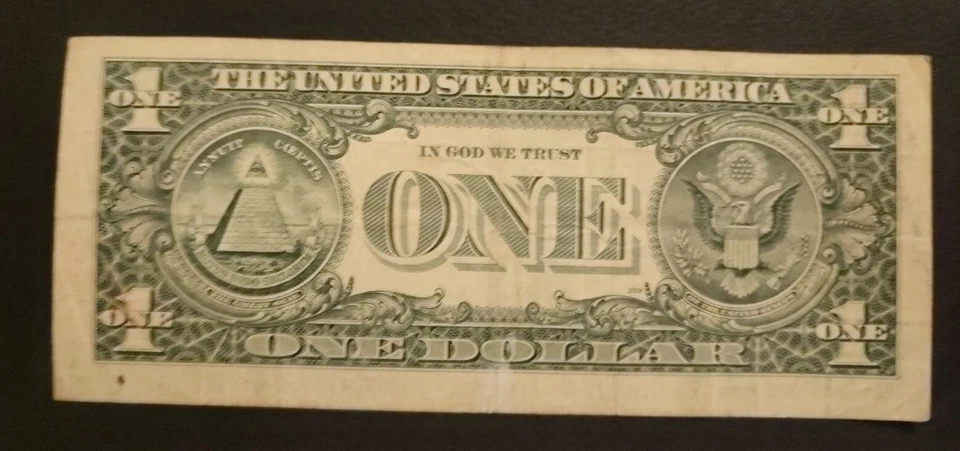 THE UNITED STATES OF AMERICA
1
ONE
1
ONE
ANNUIT CŒPTIS
IN GOD WE TRUST
ONE
1
ONE
1
ONE
ONE DOLLAR